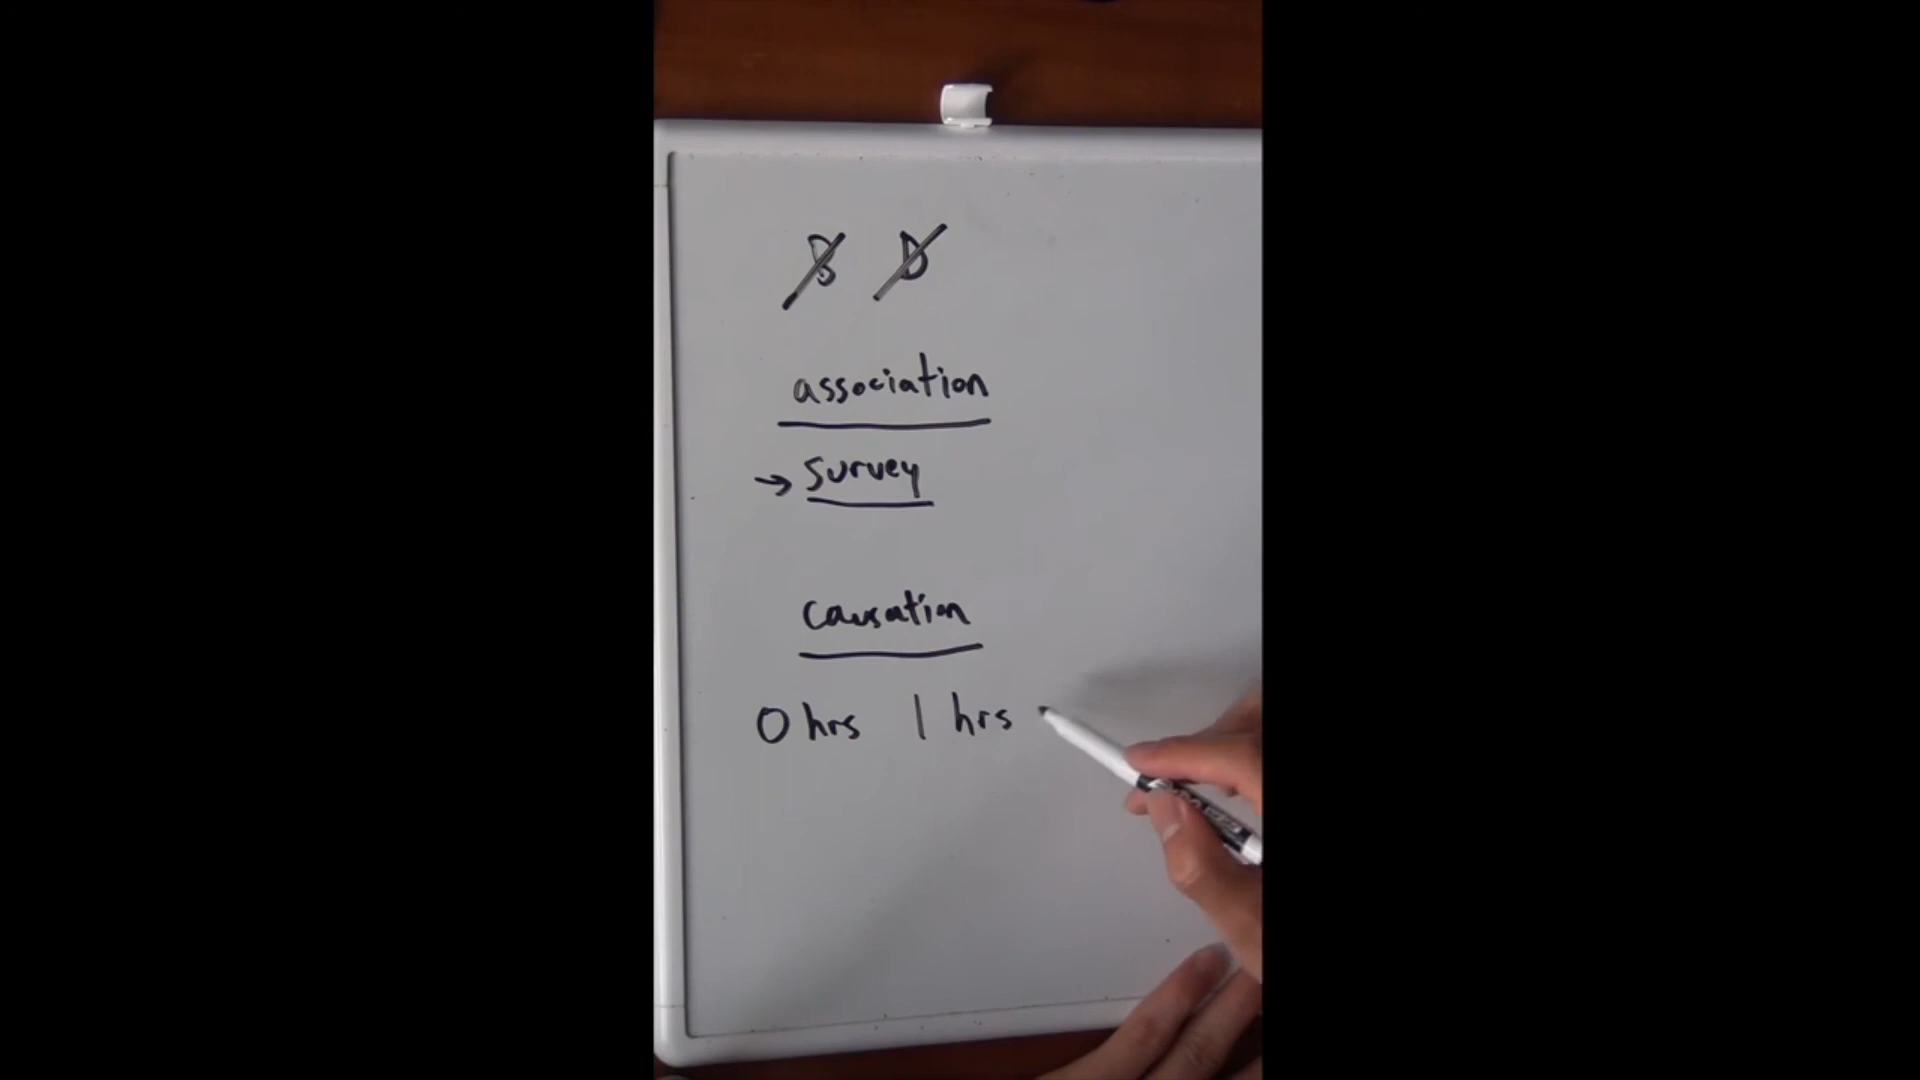 B D
association
→ survey
causation
0 hrs 1 hrs